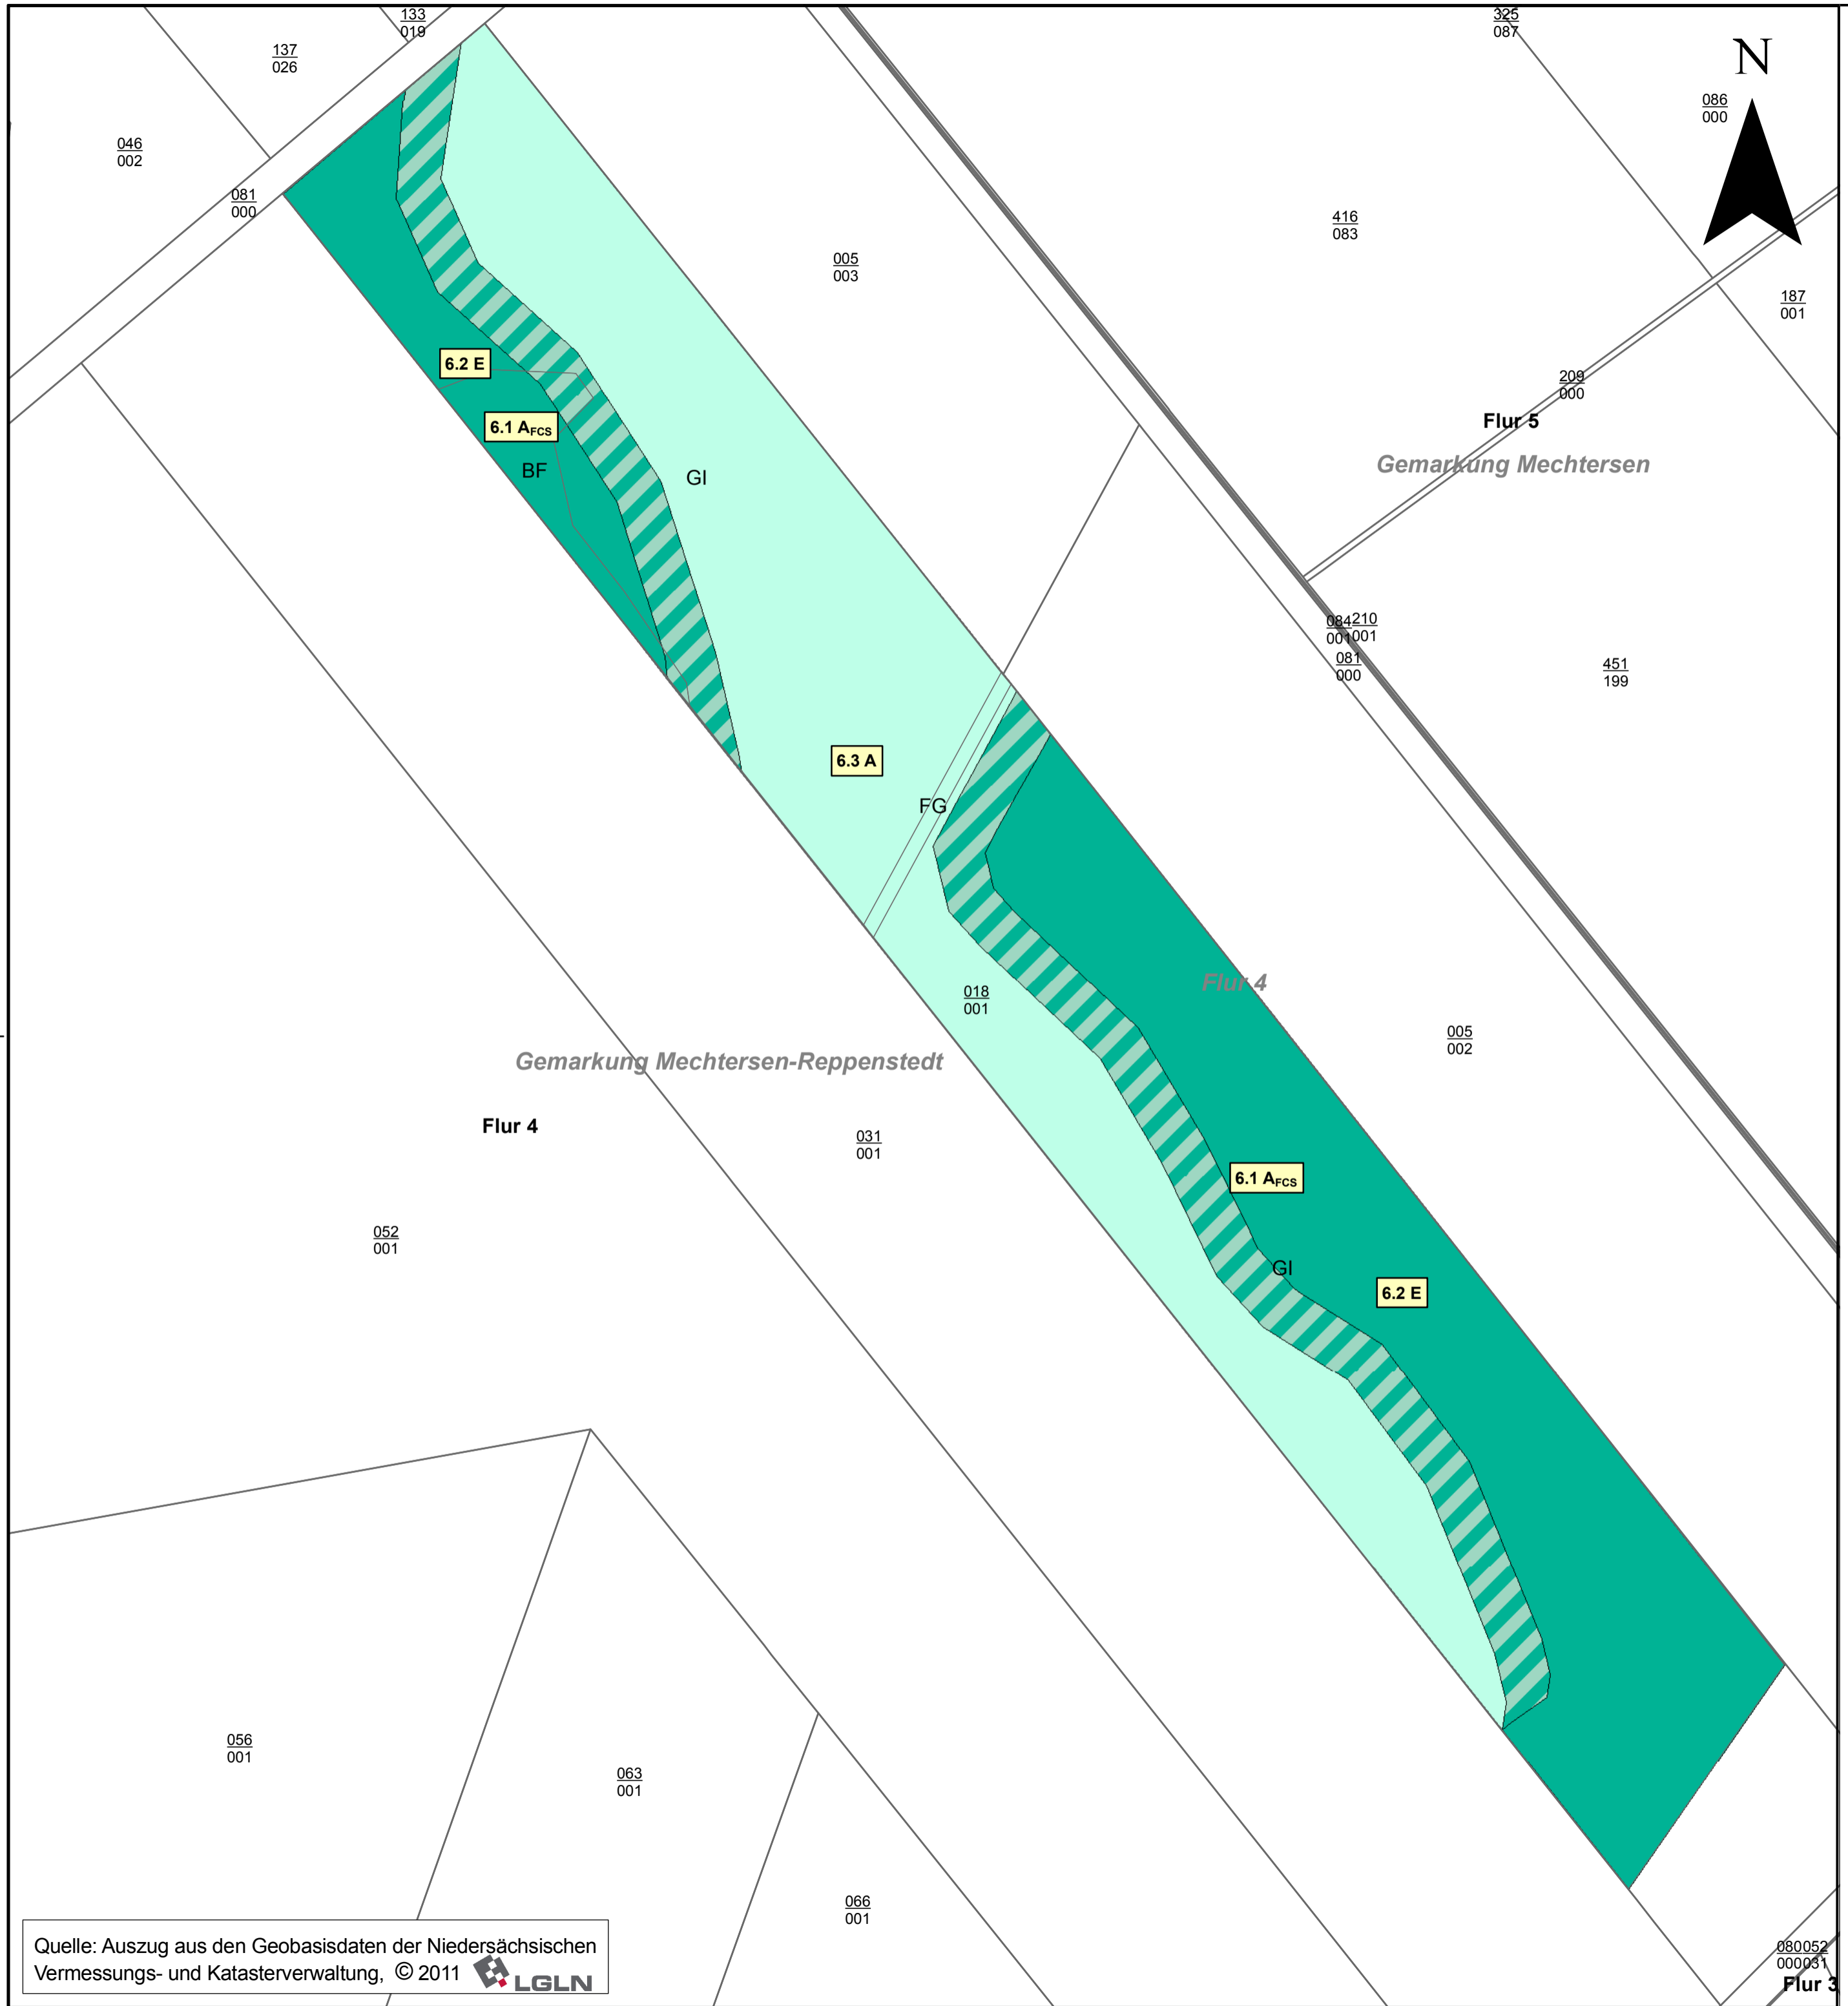 133
019
325
087
137
026
N
086
000
046
002
081
000
416
083
005
003
187
001
6.2 E
209
000
Flur 5
6.1 AFCS
Gemarkung Mechtersen
BF
GI
084 210
001 001
081
000
451
199
6.3 A
FG
Flur 4
018
001
005
002
Gemarkung Mechtersen-Reppenstedt
Flur 4
031
001
6.1 AFCS
052
001
GI
6.2 E
056
001
063
001
066
001
Quelle: Auszug aus den Geobasisdaten der Niedersächsischen
Vermessungs- und Katasterverwaltung, © 2011 LGLN
080 052
000 031
Flur 3